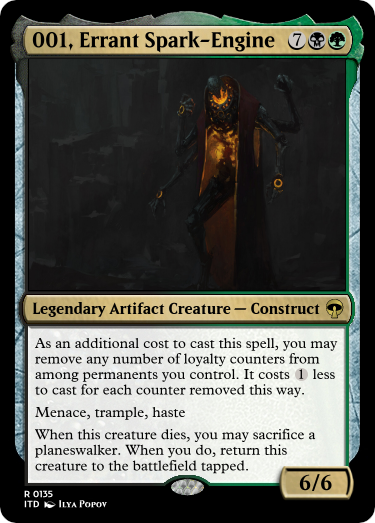 001, Errant Spark-Engine 7
Legendary Artifact Creature — Construct
As an additional cost to cast this spell, you may
remove any number of loyalty counters from
among permanents you control. It costs 1 less
to cast for each counter removed this way.
Menace, trample, haste
When this creature dies, you may sacrifice a
planeswalker. When you do, return this
creature to the battlefield tapped.
6/6
R 0135
ITD Ilya Popov